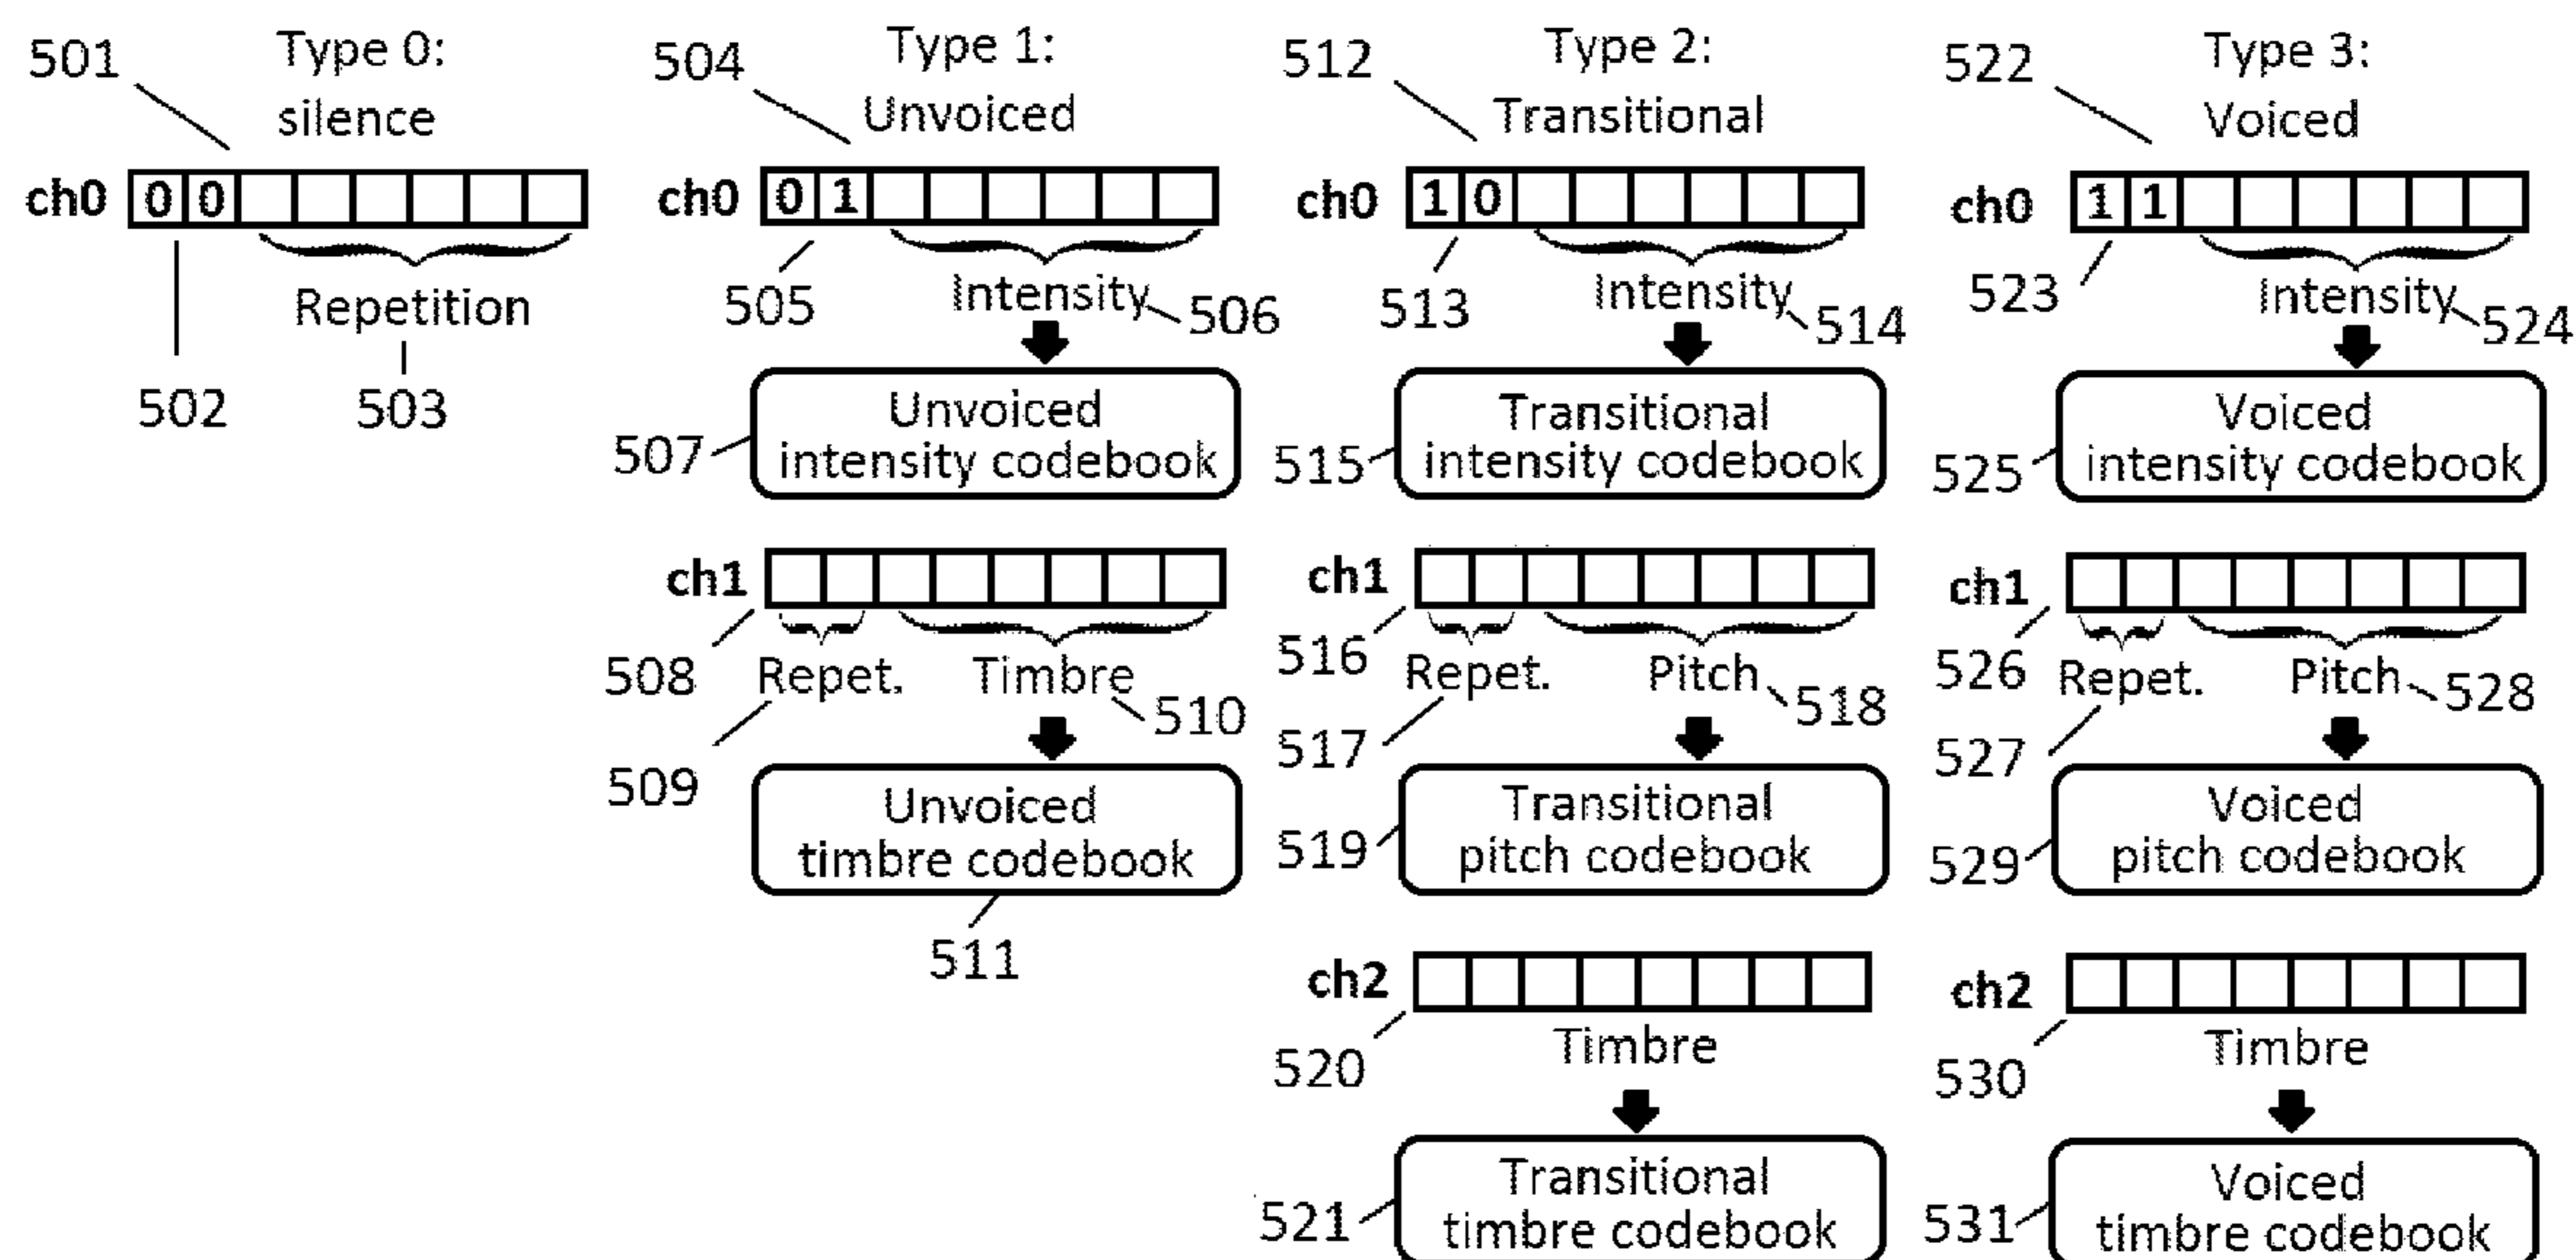 501
Type 0:
silence
ch0 0 0
Repetition
502
503
504
Type 1:
Unvoiced
ch0 0 1
505
Intensity
506
507
Unvoiced
intensity codebook
ch1
508
Repet.
Timbre
509
510
Unvoiced
timbre codebook
511
512
Type 2:
Transitional
ch0 1 0
513
Intensity
514
515
Transitional
intensity codebook
ch1
516
Repet.
Pitch
517
518
519
Transitional
pitch codebook
ch2
520
Timbre
521
Transitional
timbre codebook
522
Type 3:
Voiced
ch0 1 1
523
Intensity
524
525
Voiced
intensity codebook
ch1
526
Repet.
Pitch
527
528
529
Voiced
pitch codebook
ch2
530
Timbre
531
Voiced
timbre codebook